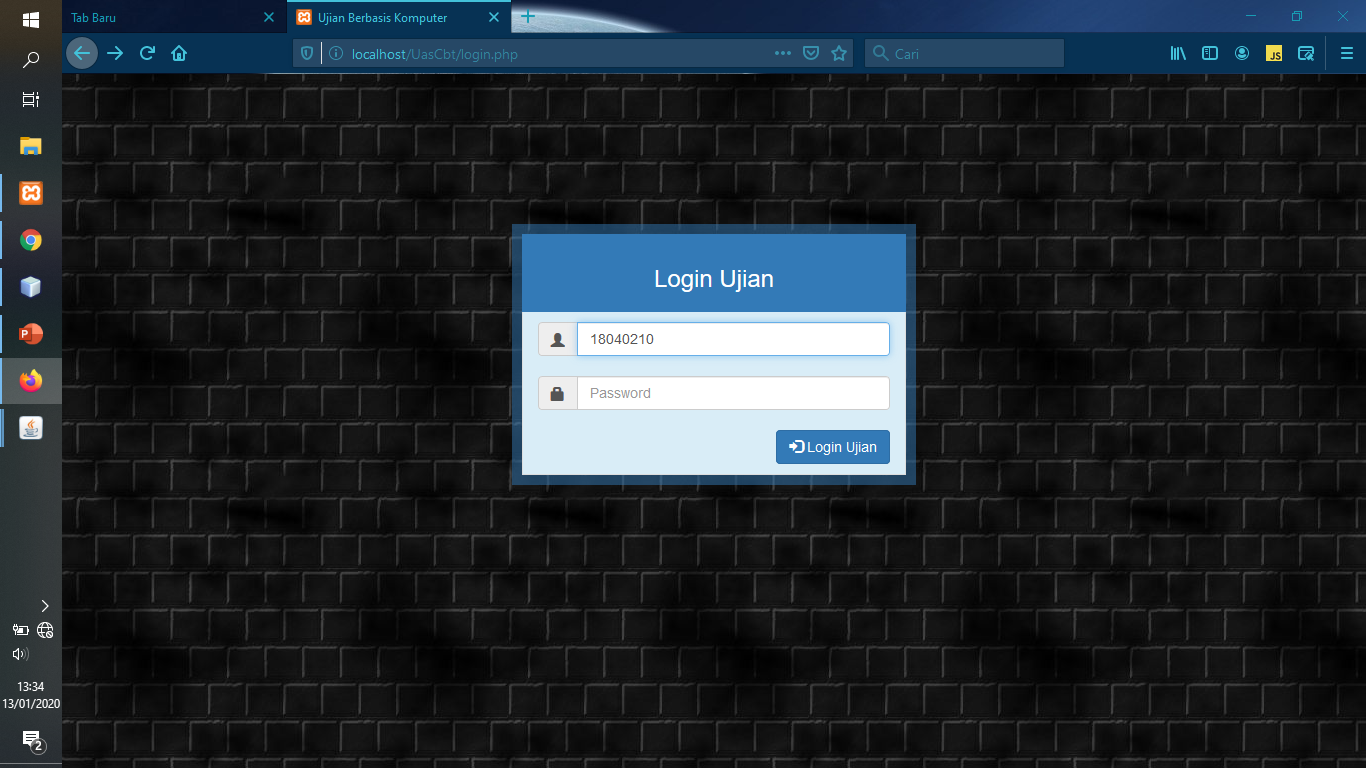 Tab Baru
Ujian Berbasis Komputer
localhost/UasCbt/login.php
Cari
JS
Login Ujian
18040210
Password
Login Ujian
P
13:34
13/01/2020
2